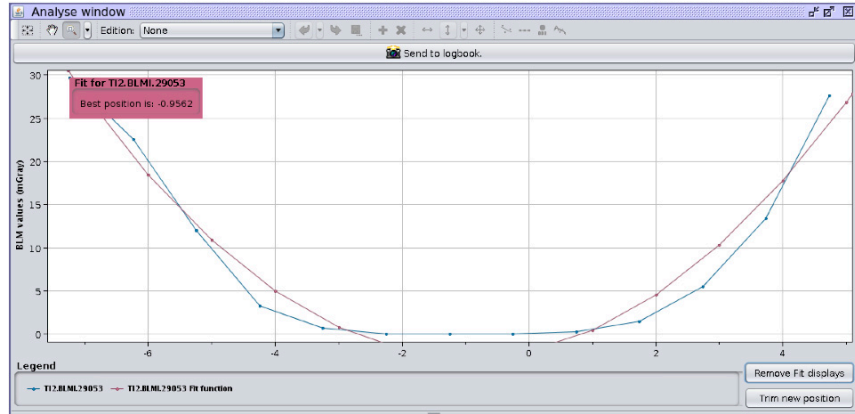 Analyse window
Edition: None
Send to logbook.
Fit for TI2.BLMI.29053
Best position is: -0.9562
BLM values (mGray)
30
25
20
15
10
5
0
-6 -4 -2 0 2 4
Legend
TI2.BLMI.29053 TI2.BLMI.29053 Fit function
Remove Fit displays
Trim new position